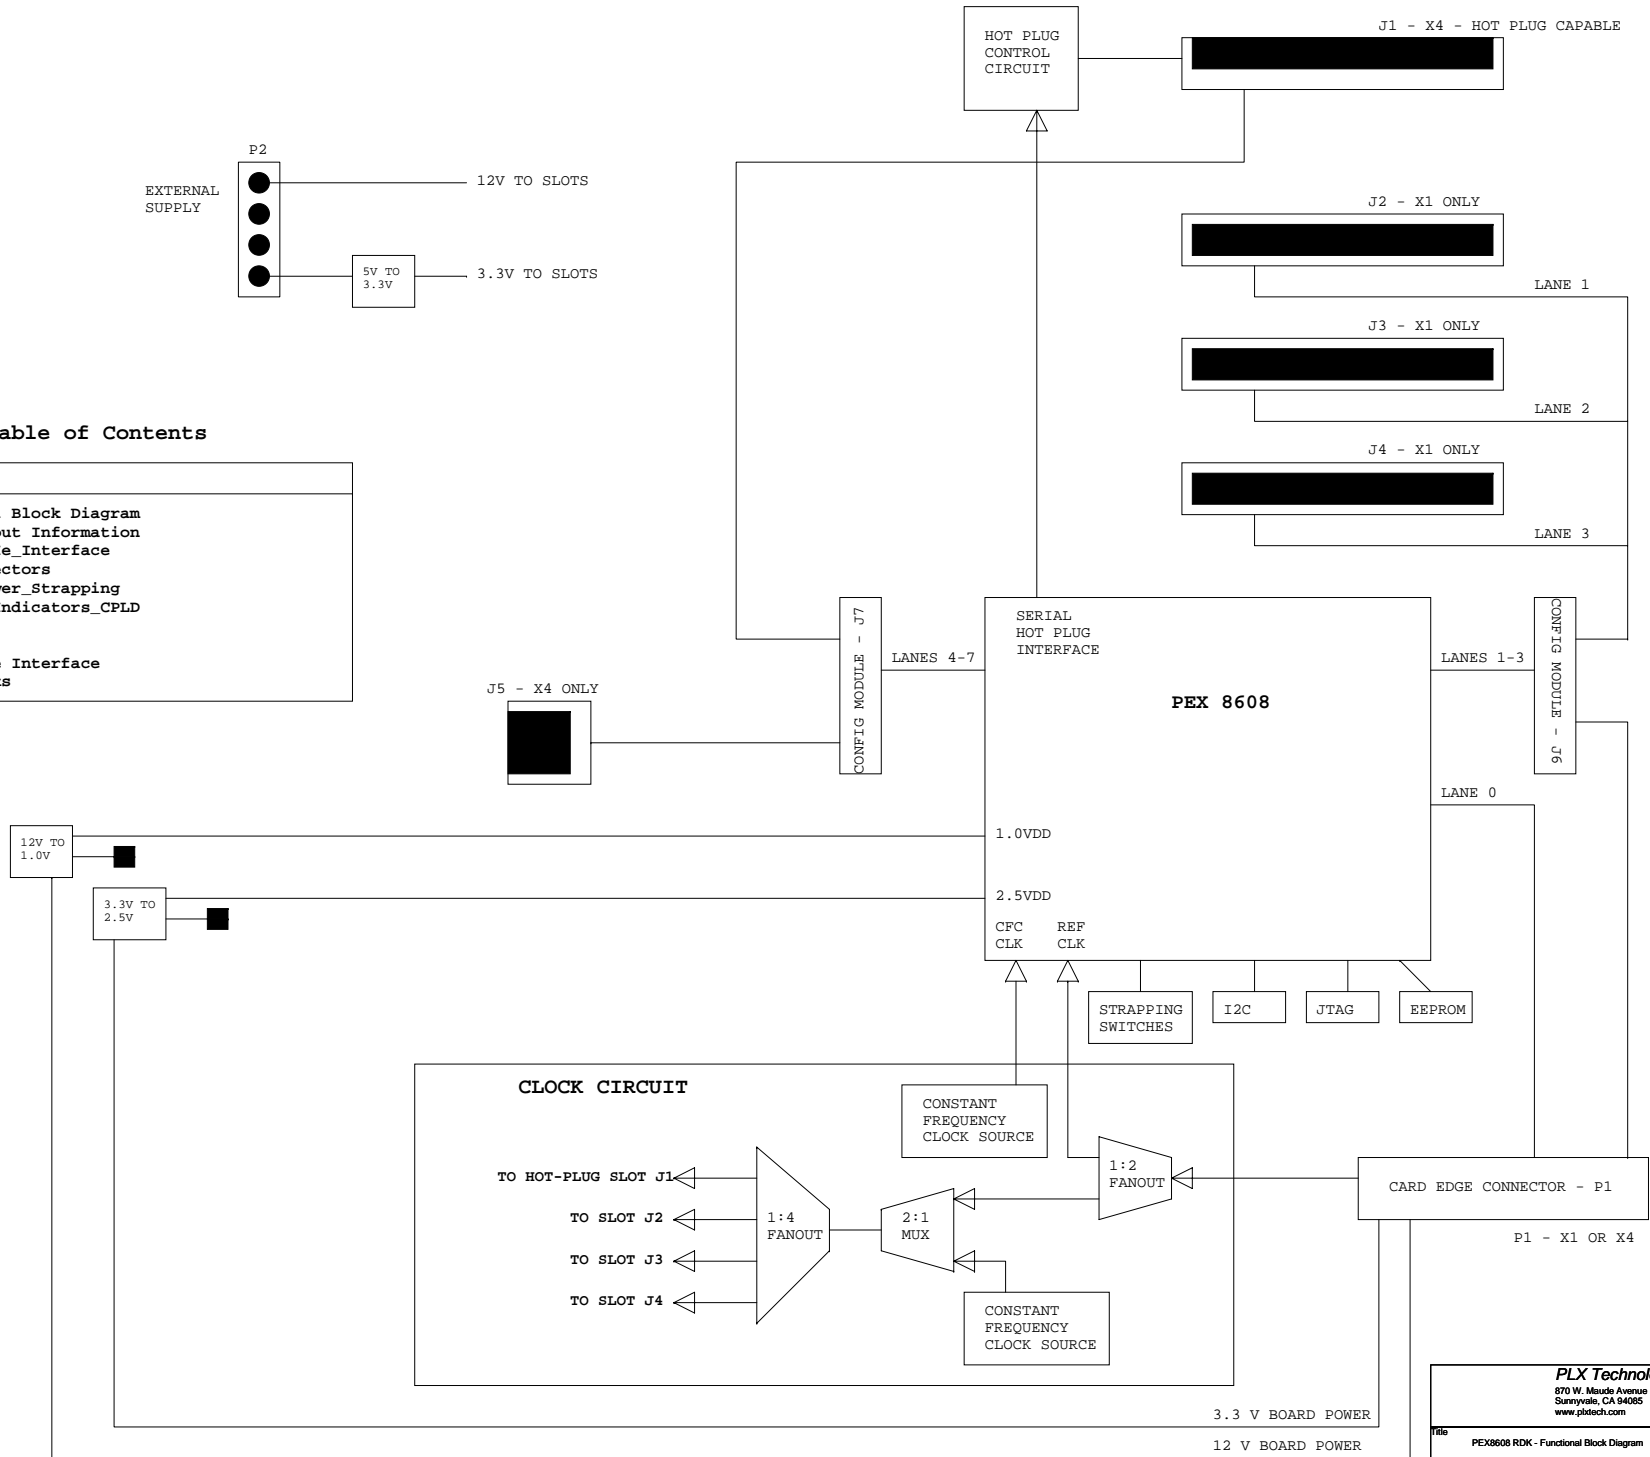 J1 - X4 - HOT PLUG CAPABLE
HOT PLUG
CONTROL
CIRCUIT
P2
EXTERNAL
SUPPLY
12V TO SLOTS
5V TO
3.3V
3.3V TO SLOTS
J2 - X1 ONLY
LANE 1
J3 - X1 ONLY
LANE 2
J4 - X1 ONLY
LANE 3
able of Contents
Block Diagram
out Information
e_Interface
ectors
er_Strapping
Indicators_CPLD
e Interface
ts
J5 - X4 ONLY
CONFIG MODULE - J7
LANES 4-7
SERIAL
HOT PLUG
INTERFACE
PEX 8608
LANES 1-3
CONFIG MODULE - J6
LANE 0
12V TO
1.0V
1.0VDD
3.3V TO
2.5V
2.5VDD
CFC
CLK
REF
CLK
STRAPPING
SWITCHES
I2C
JTAG
EEPROM
CLOCK CIRCUIT
CONSTANT
FREQUENCY
CLOCK SOURCE
1:2
FANOUT
TO HOT-PLUG SLOT J1
TO SLOT J2
TO SLOT J3
TO SLOT J4
1:4
FANOUT
2:1
MUX
CONSTANT
FREQUENCY
CLOCK SOURCE
CARD EDGE CONNECTOR - P1
P1 - X1 OR X4
3.3 V BOARD POWER
12 V BOARD POWER
PLX Technol
870 W. Maude Avenue
Sunnyvale, CA 94085
www.plxtech.com
Title
PEX8608 RDK - Functional Block Diagram